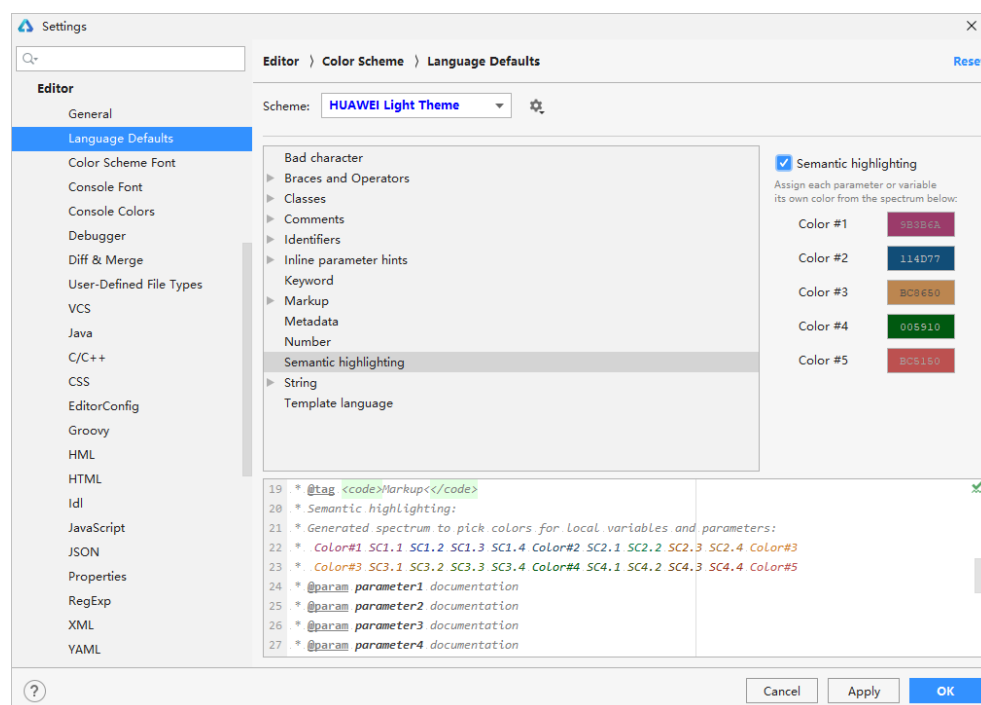 Settings
Editor
General
Language Defaults
Color Scheme Font
Console Font
Console Colors
Debugger
Diff & Merge
User-Defined File Types
VCS
Java
C/C++
CSS
EditorConfig
Groovy
HML
HTML
Idl
JavaScript
JSON
Properties
RegExp
XML
YAML
Editor > Color Scheme > Language Defaults
Rese
Scheme: HUAWEI Light Theme
Bad character
Braces and Operators
Classes
Comments
Identifiers
Inline parameter hints
Keyword
Markup
Metadata
Number
Semantic highlighting
String
Template language
Semantic highlighting
Assign each parameter or variable
its own color from the spectrum below:
Color #1 9B3B6A
Color #2 114D77
Color #3 BC8650
Color #4 005910
Color #5 BC5150
19 * @tag <code>Markup<</code>
20 * Semantic highlighting:
21 * Generated spectrum to pick colors for local variables and parameters:
22 * Color#1 SC1.1 SC1.2 SC1.3 SC1.4 Color#2 SC2.1 SC2.2 SC2.3 SC2.4 Color#3
23 * Color#3 SC3.1 SC3.2 SC3.3 SC3.4 Color#4 SC4.1 SC4.2 SC4.3 SC4.4 Color#5
24 * @param parameter1 documentation
25 * @param parameter2 documentation
26 * @param parameter3 documentation
27 * @param parameter4 documentation
? Cancel Apply OK